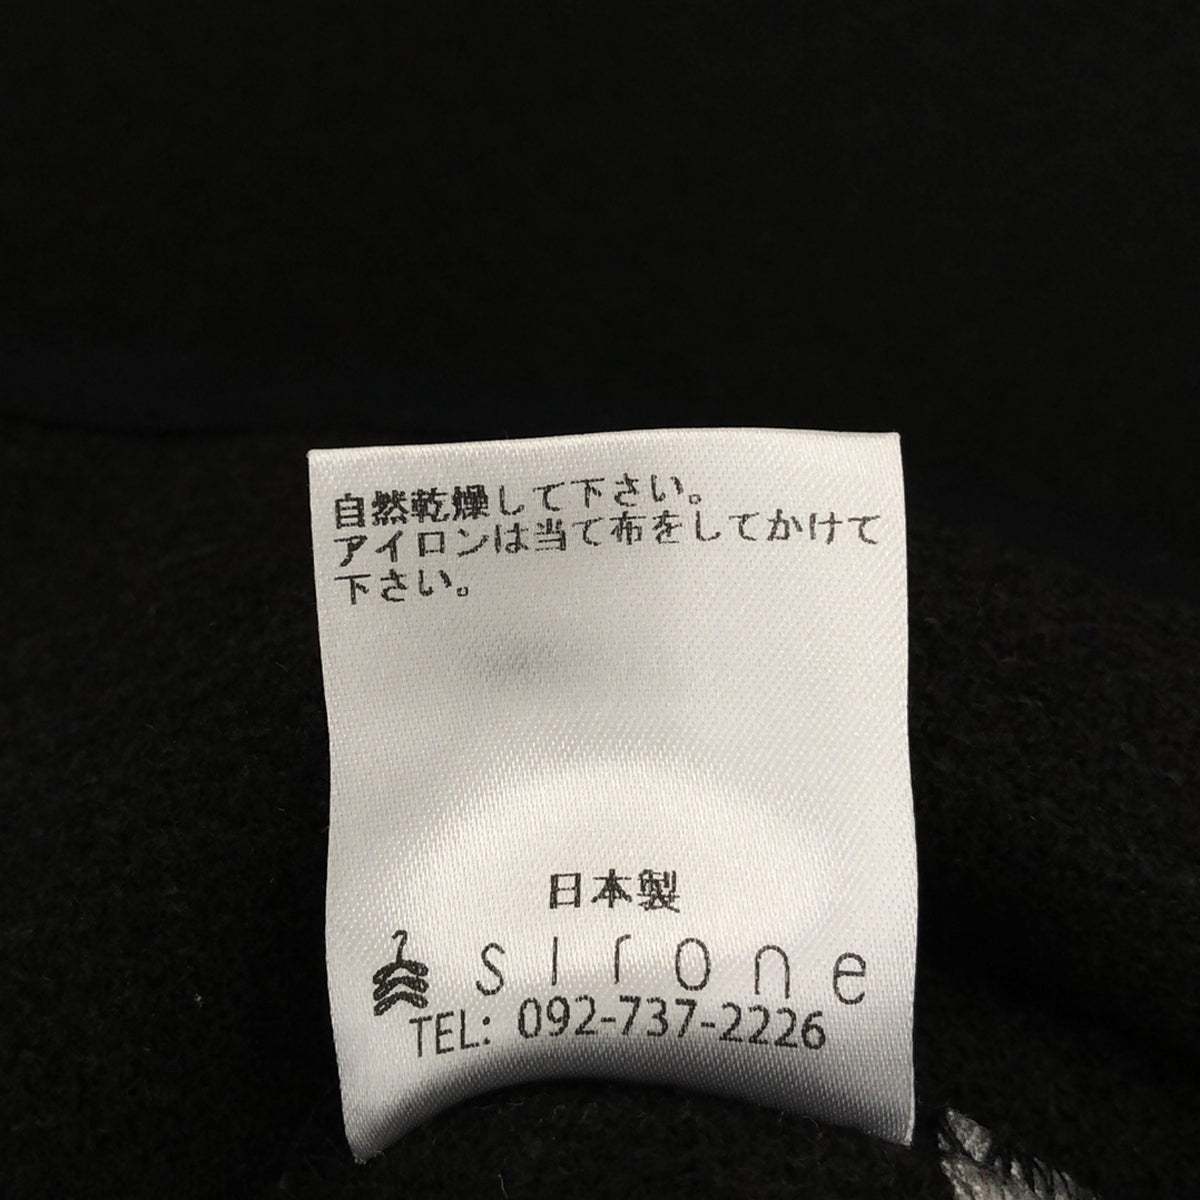 自然乾燥して下さい。
アイロンは当て布をしてかけて
下さい。
日本製
sirone
TEL: 092-737-2226